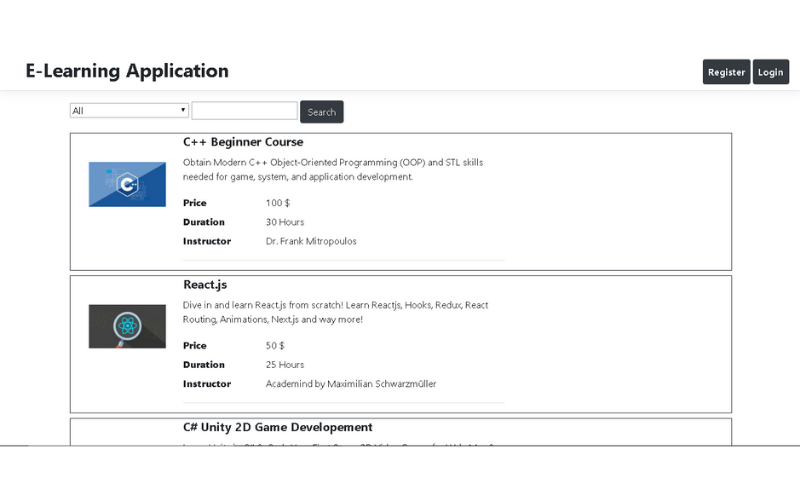 E-Learning Application
Register Login
All Search
C++ Beginner Course
Obtain Modern C++ Object-Oriented Programming (OOP) and STL skills
needed for game, system, and application development.
Price 100 $
Duration 30 Hours
Instructor Dr. Frank Mitropoulos
React.js
Dive in and learn React.js from scratch! Learn Reactjs, Hooks, Redux, React
Routing, Animations, Next.js and way more!
Price 50 $
Duration 25 Hours
Instructor Academind by Maximilian Schwarzmüller
C# Unity 2D Game Developement